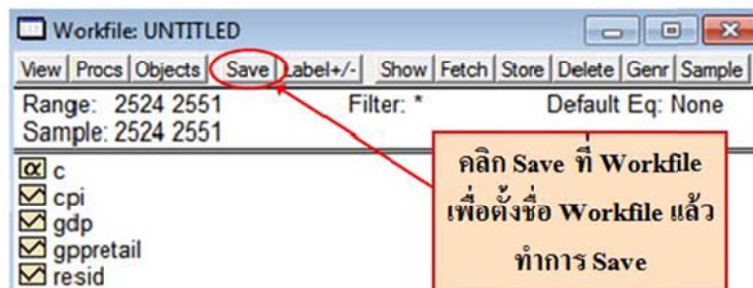 Workfile: UNTITLED
View Procs Objects Save Label+/- Show Fetch Store Delete Genr Sample
Range: 2524 2551 Filter: * Default Eq: None
Sample: 2524 2551
α c
cpi
gdp
gppretail
resid
คลิก Save ที่ Workfile
เพื่อตั้งชื่อ Workfile แล้ว
ทำการ Save